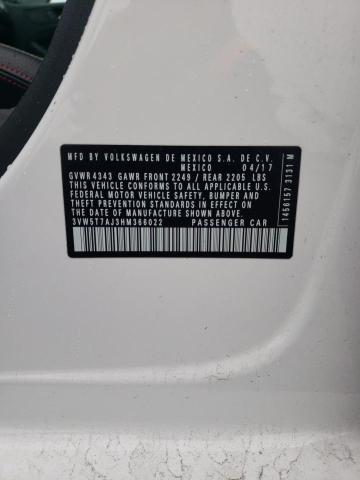 MFD. BY VOLKSWAGEN DE MEXICO S.A. DE C.V.
MEXICO 04/17
GVWR 4343 GAWR FRONT 2249 / REAR 2205 LBS
THIS VEHICLE CONFORMS TO ALL APPLICABLE
FEDERAL MOTOR VEHICLE SAFETY, BUMPER AND
THEFT PREVENTION STANDARDS IN EFFECT ON
THE DATE OF MANUFACTURE SHOWN ABOVE
3VW5T7AJ3HM366022 PASSENGER CAR
1456157 3131 M